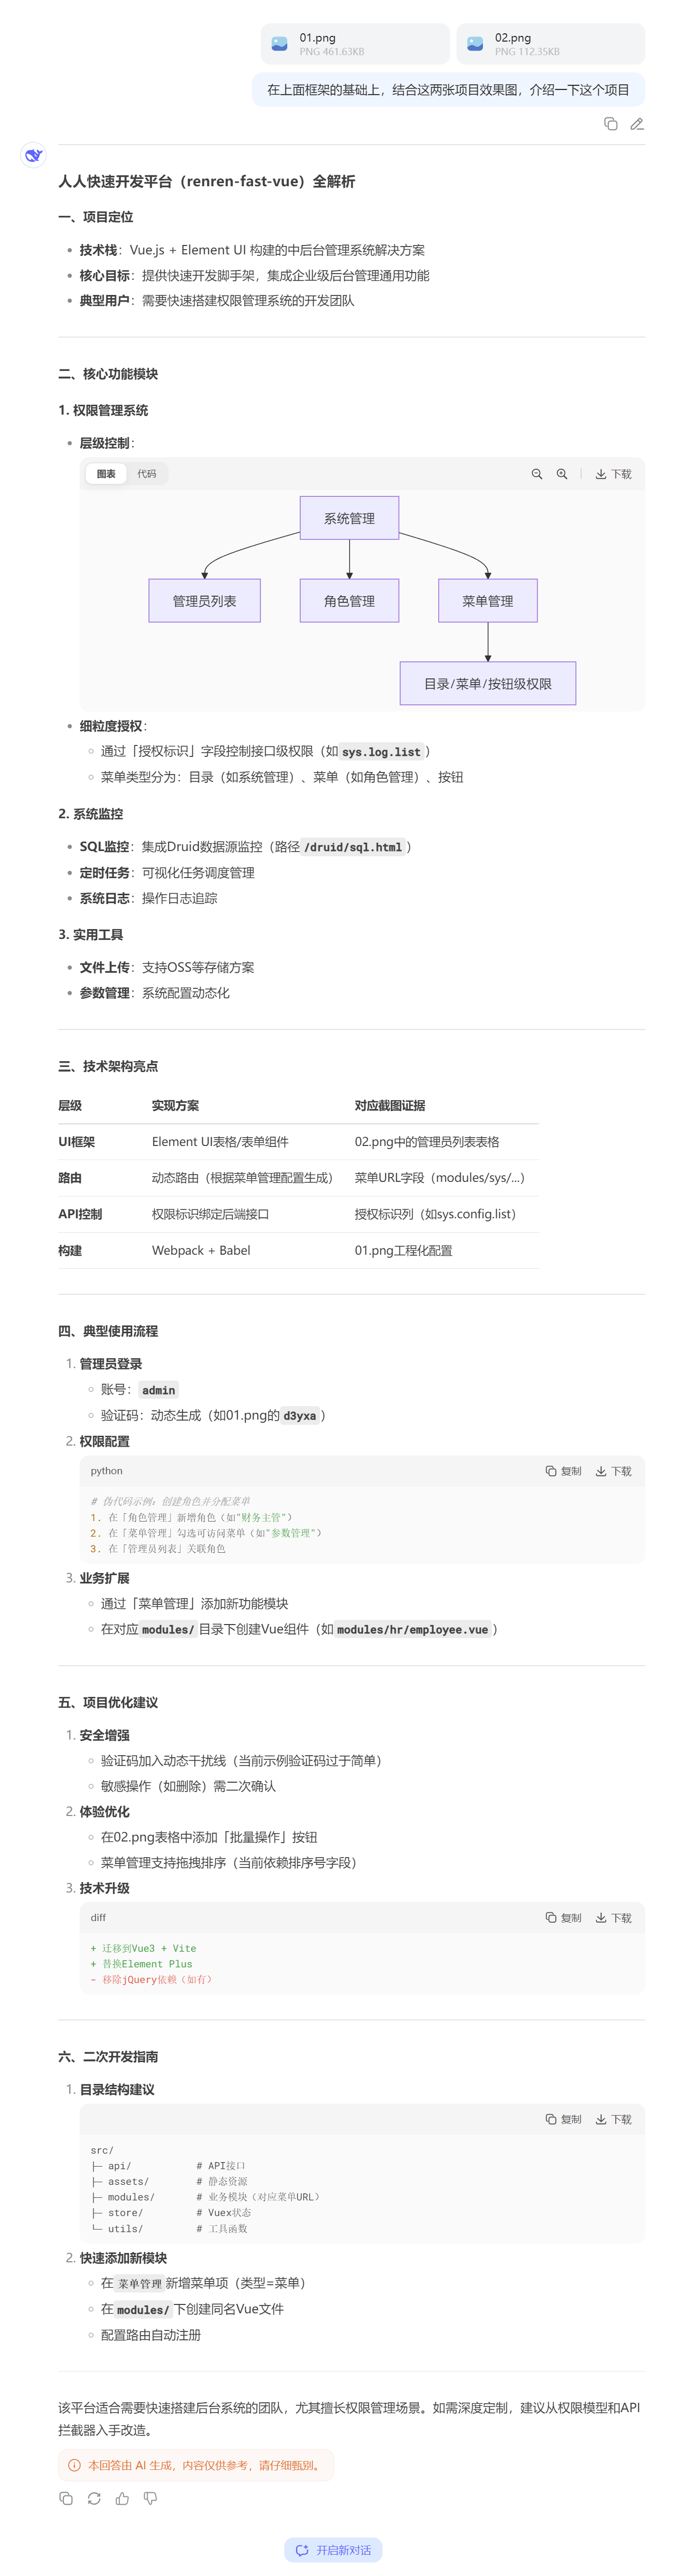 01.png
PNG 461.63KB
02.png
PNG 112.35KB
在上面框架的基础上，结合这两张项目效果图，介绍一下这个项目
人人快速开发平台（renren-fast-vue）全解析
一、项目定位
技术栈：Vue.js + Element UI 构建的中后台管理系统解决方案
核心目标：提供快速开发脚手架，集成企业级后台管理通用功能
典型用户：需要快速搭建权限管理系统的开发团队
二、核心功能模块
1. 权限管理系统
层级控制：
图表 代码 下载
系统管理
管理员列表 角色管理 菜单管理
目录/菜单/按钮级权限
细粒度授权：
通过「授权标识」字段控制接口级权限（如 sys.log.list ）
菜单类型分为：目录（如系统管理）、菜单（如角色管理）、按钮
2. 系统监控
SQL监控：集成Druid数据源监控（路径 /druid/sql.html ）
定时任务：可视化任务调度管理
系统日志：操作日志追踪
3. 实用工具
文件上传：支持OSS等存储方案
参数管理：系统配置动态化
三、技术架构亮点
层级 实现方案 对应截图证据
UI框架 Element UI表格/表单组件 02.png中的管理员列表表格
路由 动态路由（根据菜单管理配置生成） 菜单URL字段（modules/sys/...）
API控制 权限标识绑定后端接口 授权标识列（如sys.config.list）
构建 Webpack + Babel 01.png工程化配置
四、典型使用流程
1. 管理员登录
账号： admin
验证码：动态生成（如01.png的 d3yxa ）
2. 权限配置
python 复制 下载
# 伪代码示例：创建角色并分配菜单
1. 在「角色管理」新增角色（如"财务主管"）
2. 在「菜单管理」勾选可访问菜单（如"参数管理"）
3. 在「管理员列表」关联角色
3. 业务扩展
通过「菜单管理」添加新功能模块
在对应 modules/ 目录下创建Vue组件（如 modules/hr/employee.vue ）
五、项目优化建议
1. 安全增强
验证码加入动态干扰线（当前示例验证码过于简单）
敏感操作（如删除）需二次确认
2. 体验优化
在02.png表格中添加「批量操作」按钮
菜单管理支持拖拽排序（当前依赖排序号字段）
3. 技术升级
diff 复制 下载
+ 迁移到Vue3 + Vite
+ 替换Element Plus
- 移除jQuery依赖（如有）
六、二次开发指南
1. 目录结构建议
复制 下载
src/
├─ api/ # API接口
├─ assets/ # 静态资源
├─ modules/ # 业务模块（对应菜单URL）
├─ store/ # Vuex状态
└─ utils/ # 工具函数
2. 快速添加新模块
在 菜单管理 新增菜单项（类型=菜单）
在 modules/ 下创建同名Vue文件
配置路由自动注册
该平台适合需要快速搭建后台系统的团队，尤其擅长权限管理场景。如需深度定制，建议从权限模型和API
拦截器入手改造。
本回答由 AI 生成，内容仅供参考，请仔细甄别。
开启新对话